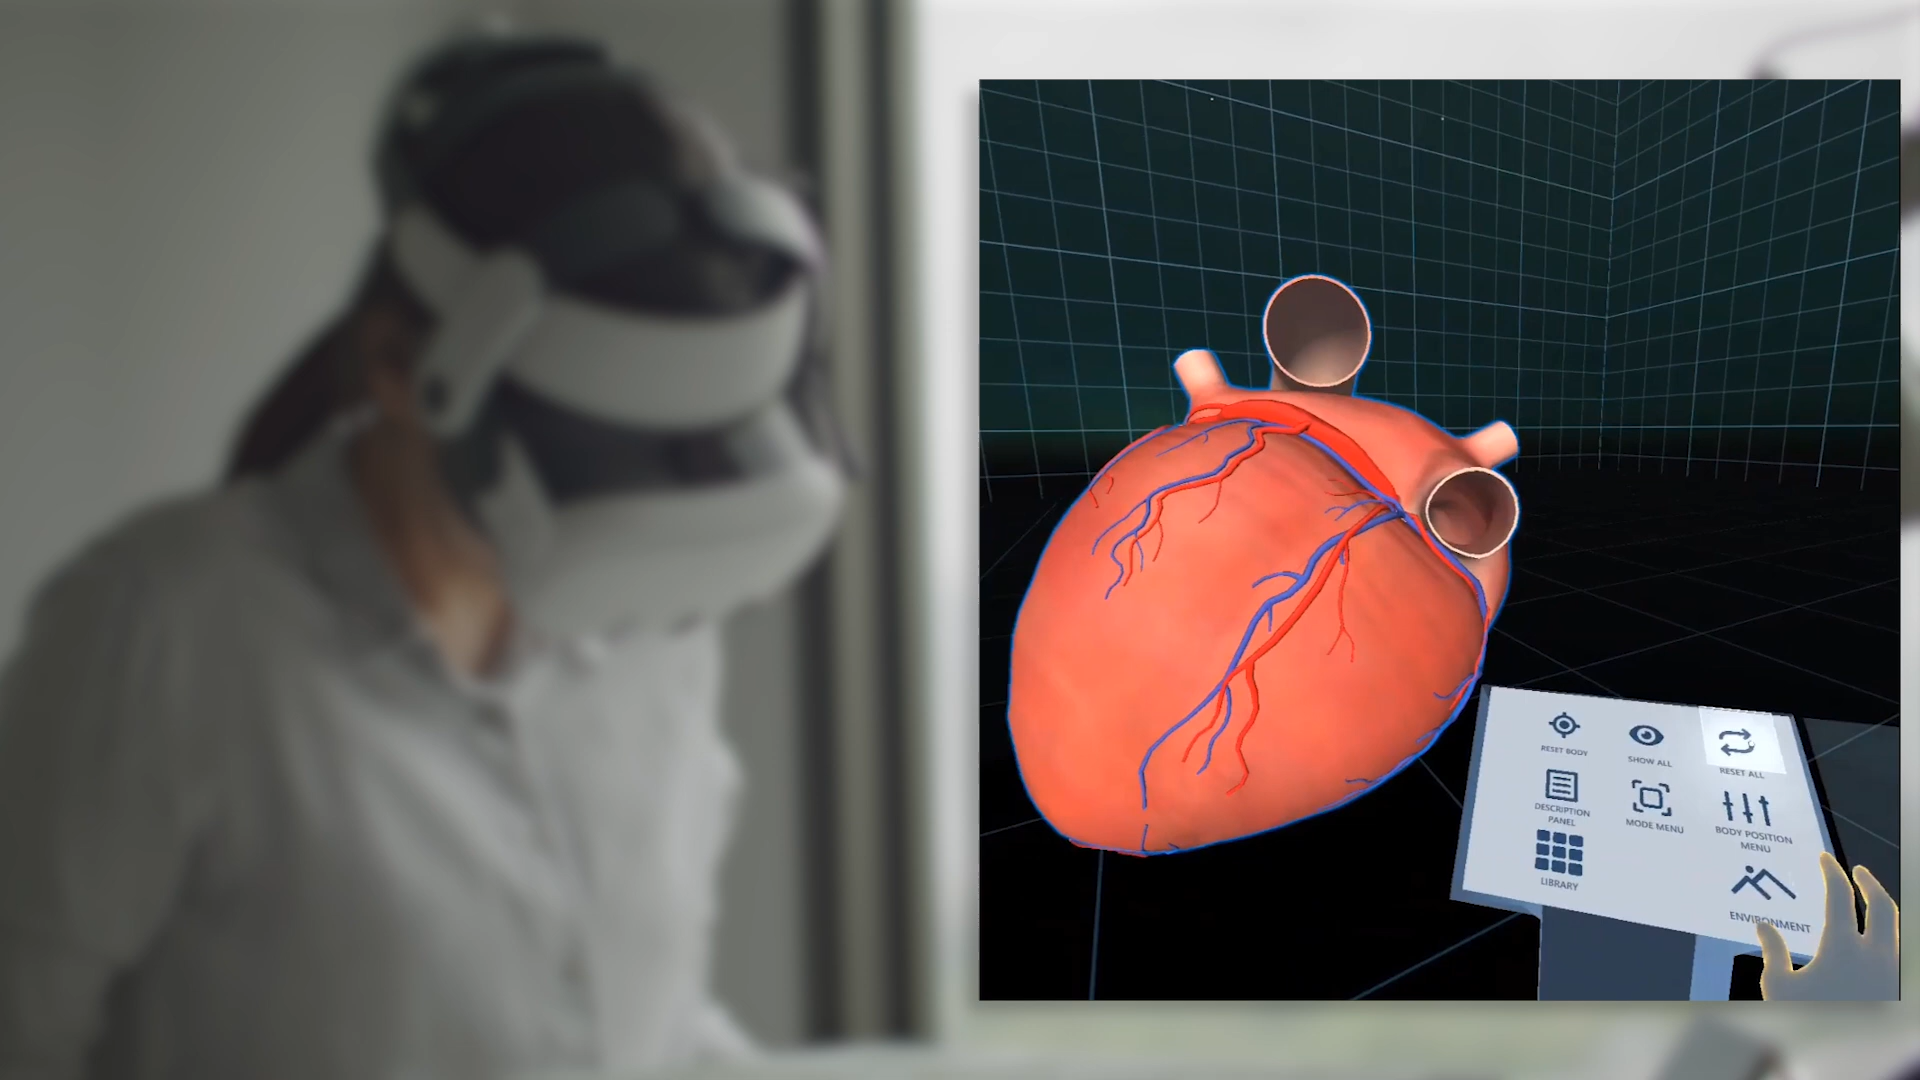 RESET BODY
SHOW ALL
RESET ALL
DESCRIPTION
PANEL
MODE MENU
BODY POSITION
MENU
LIBRARY
ENVIRONMENT